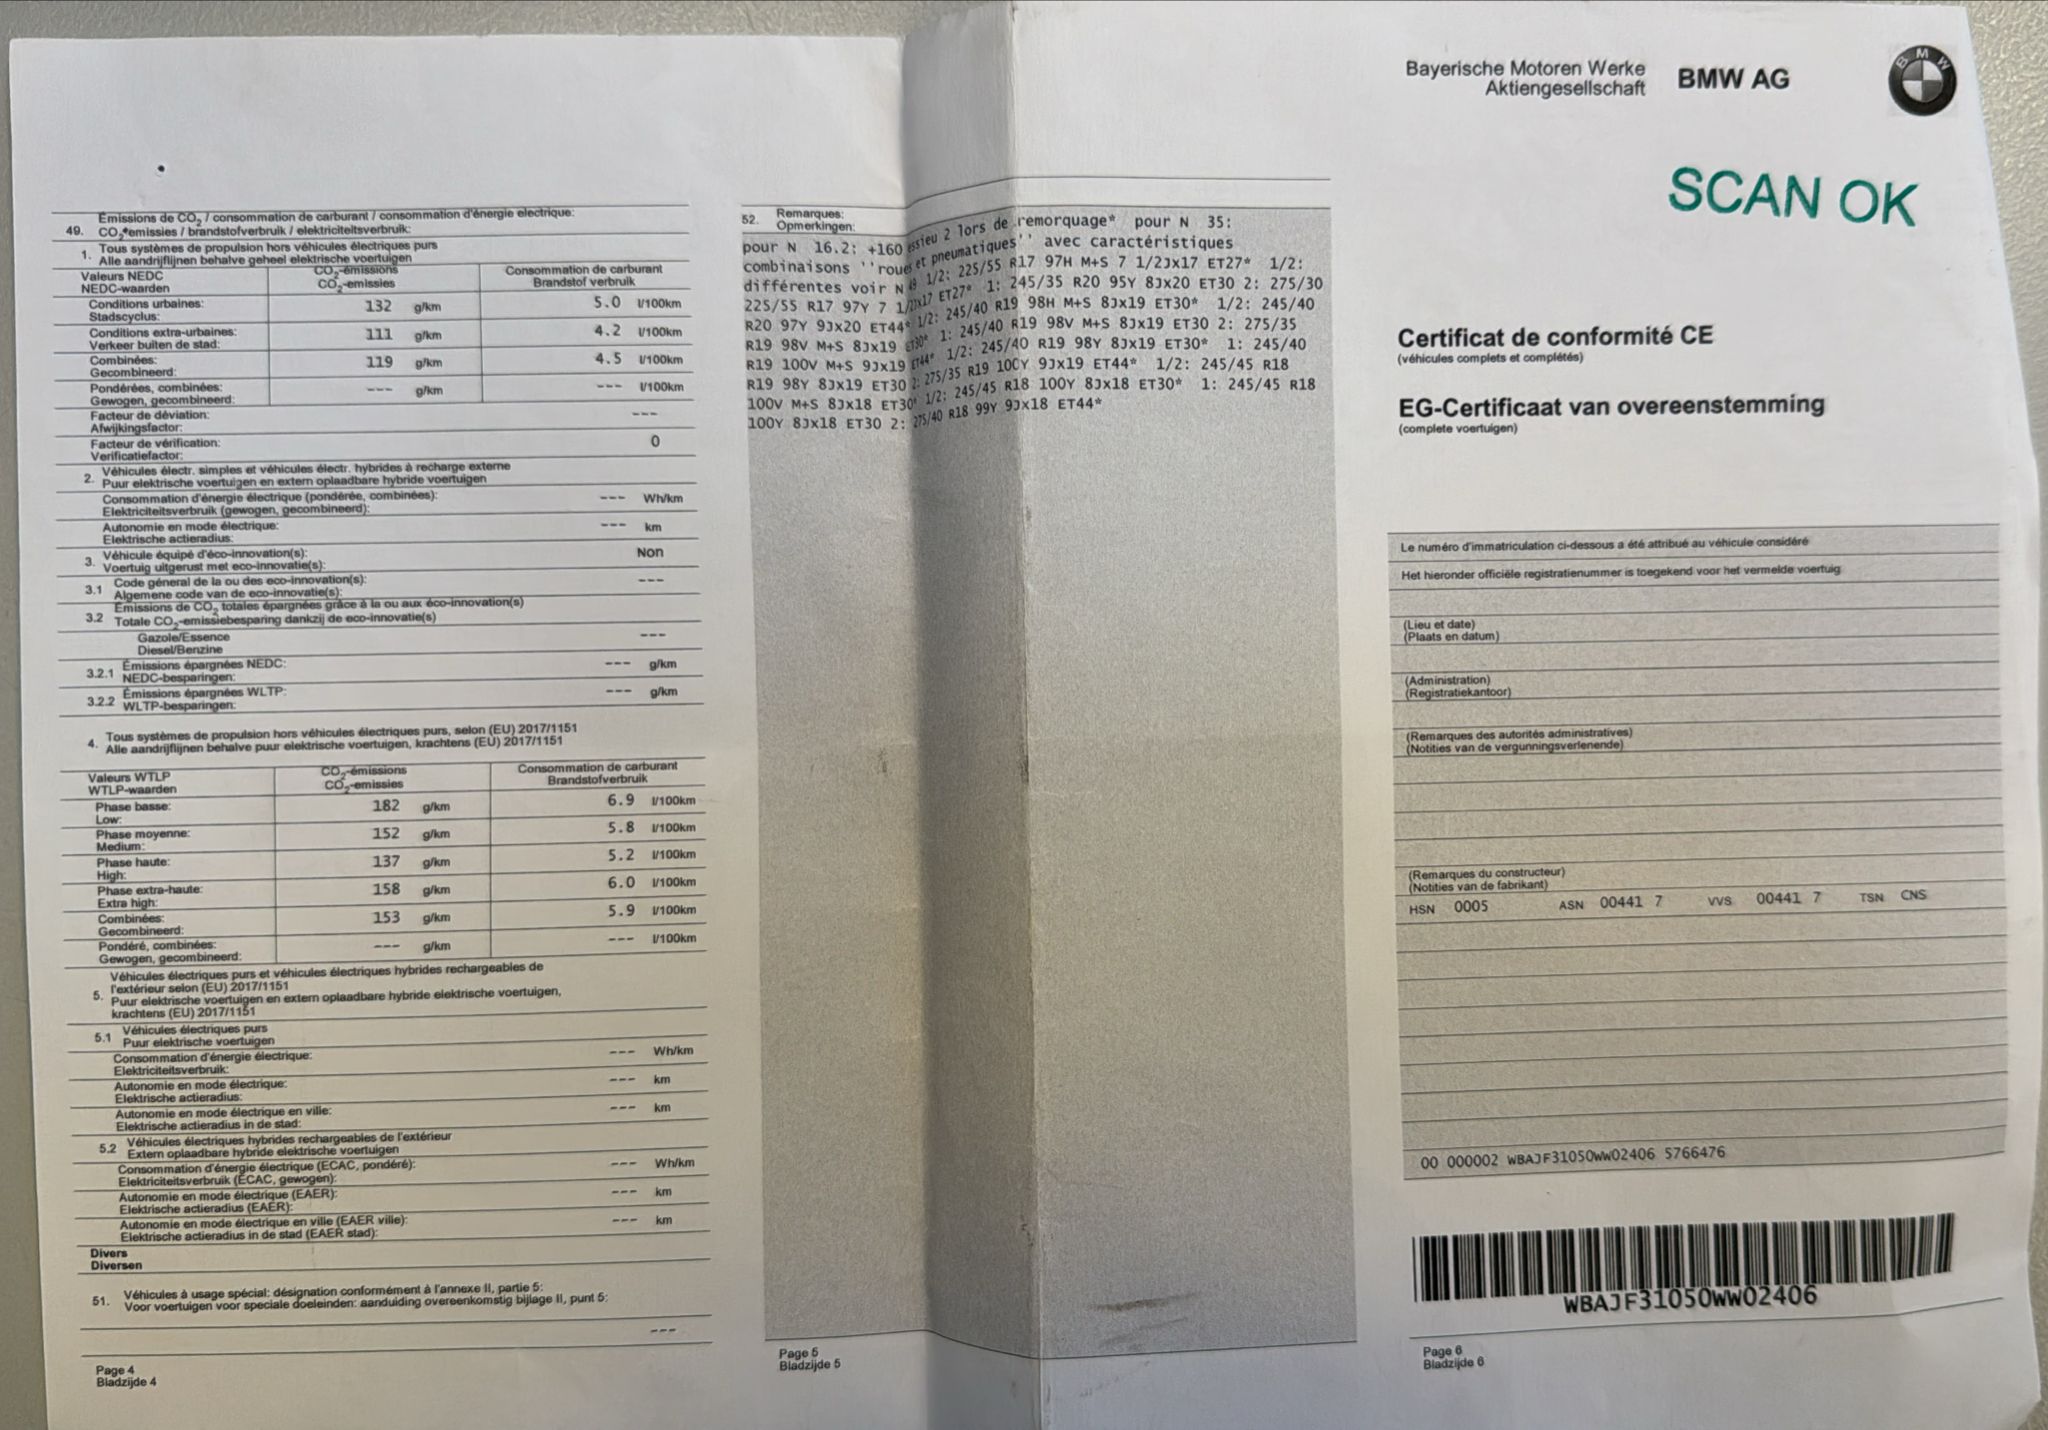 49. Émissions de CO2 / consommation de carburant / consommation d'énergie electrique:
CO2*emissies / brandstofverbruik / elektriciteitsverbruik:
1. Tous systèmes de propulsion hors véhicules électriques purs
Alle aandrijflijnen behalve geheel elektrische voertuigen
Valeurs NEDC CO2-émissions Consommation de carburant
NEDC-waarden CO2-emissies Brandstof verbruik
Conditions urbaines: 132 g/km 5.0 l/100km
Stadscyclus:
Conditions extra-urbaines: 111 g/km 4.2 l/100km
Verkeer buiten de stad:
Combinées: 119 g/km 4.5 l/100km
Gecombineerd:
Pondérées, combinées: --- g/km --- l/100km
Gewogen, gecombineerd:
Facteur de déviation: ---
Afwijkingsfactor:
Facteur de vérification: 0
Verificatiefactor:
2. Véhicules électr. simples et véhicules électr. hybrides à recharge externe
Puur elektrische voertuigen en extern oplaadbare hybride voertuigen
Consommation d'énergie électrique (pondérée, combinées): --- Wh/km
Elektriciteitsverbruik (gewogen, gecombineerd):
Autonomie en mode électrique: --- km
Elektrische actieradius:
3. Véhicule équipé d'éco-innovation(s): Non
Voertuig uitgerust met eco-innovatie(s):
3.1 Code général de la ou des eco-innovation(s): ---
Algemene code van de eco-innovatie(s):
3.2 Émissions de CO2 totales épargnées grâce à la ou aux éco-innovation(s)
Totale CO2-emissiebesparing dankzij de eco-innovatie(s)
Gazole/Essence ---
Diesel/Benzine
3.2.1 Émissions épargnées NEDC: --- g/km
NEDC-besparingen:
3.2.2 Émissions épargnées WLTP: --- g/km
WLTP-besparingen:
4. Tous systèmes de propulsion hors véhicules électriques purs, selon (EU) 2017/1151
Alle aandrijflijnen behalve puur elektrische voertuigen, krachtens (EU) 2017/1151
Valeurs WTLP CO2-émissions Consommation de carburant
WTLP-waarden CO2-emissies Brandstofverbruik
Phase basse: 182 g/km 6.9 l/100km
Low:
Phase moyenne: 152 g/km 5.8 l/100km
Medium:
Phase haute: 137 g/km 5.2 l/100km
High:
Phase extra-haute: 158 g/km 6.0 l/100km
Extra high:
Combinées: 153 g/km 5.9 l/100km
Gecombineerd:
Pondéré, combinées: --- g/km --- l/100km
Gewogen, gecombineerd:
5. Véhicules électriques purs et véhicules électriques hybrides rechargeables de
l'extérieur selon (EU) 2017/1151
Puur elektrische voertuigen en extern oplaadbare hybride elektrische voertuigen,
krachtens (EU) 2017/1151
5.1 Véhicules électriques purs
Puur elektrische voertuigen
Consommation d'énergie électrique: --- Wh/km
Elektriciteitsverbruik:
Autonomie en mode électrique: --- km
Elektrische actieradius:
Autonomie en mode électrique en ville: --- km
Elektrische actieradius in de stad:
5.2 Véhicules électriques hybrides rechargeables de l'extérieur
Extern oplaadbare hybride elektrische voertuigen
Consommation d'énergie électrique (ECAC, pondéré): --- Wh/km
Elektriciteitsverbruik (ECAC, gewogen):
Autonomie en mode électrique (EAER): --- km
Elektrische actieradius (EAER):
Autonomie en mode électrique en ville (EAER ville): --- km
Elektrische actieradius in de stad (EAER stad):
Divers
Diversen
51. Véhicules à usage spécial: désignation conformément à l'annexe II, partie 5:
Voor voertuigen voor speciale doeleinden: aanduiding overeenkomstig bijlage II, punt 5:
---
Page 4
Bladzijde 4
52. Remarques:
Opmerkingen:
pour N 16.2: +160 essieu 2 lors de remorquage* pour N 35:
combinaisons ''roues et pneumatiques'' avec caractéristiques
différentes voir N 49 1/2: 225/55 R17 97H M+S 7 1/2Jx17 ET27* 1/2:
225/55 R17 97Y 7 1/2Jx17 ET27* 1: 245/35 R20 95Y 8Jx20 ET30 2: 275/30
R20 97Y 9Jx20 ET44* 1/2: 245/40 R19 98H M+S 8Jx19 ET30* 1/2: 245/40
R19 98V M+S 8Jx19 ET30* 1: 245/40 R19 98V M+S 8Jx19 ET30 2: 275/35
R19 100V M+S 9Jx19 ET44* 1/2: 245/40 R19 98Y 8Jx19 ET30* 1: 245/40
R19 98Y 8Jx19 ET30 2: 275/35 R19 100Y 9Jx19 ET44* 1/2: 245/45 R18
100V M+S 8Jx18 ET30* 1/2: 245/45 R18 100Y 8Jx18 ET30* 1: 245/45 R18
100Y 8Jx18 ET30 2: 275/40 R18 99Y 9Jx18 ET44*
Page 5
Bladzijde 5
Bayerische Motoren Werke
Aktiengesellschaft BMW AG
BMW
SCAN OK
Certificat de conformité CE
(véhicules complets et complétés)
EG-Certificaat van overeenstemming
(complete voertuigen)
Le numéro d'immatriculation ci-dessous a été attribué au véhicule considéré
Het hieronder officiële registratienummer is toegekend voor het vermelde voertuig
(Lieu et date)
(Plaats en datum)
(Administration)
(Registratiekantoor)
(Remarques des autorités administratives)
(Notities van de vergunningsverlenende)
(Remarques du constructeur)
(Notities van de fabrikant)
HSN 0005 ASN 00441 7 VVS 00441 7 TSN CNS
00 000002 WBAJF31050WW02406 5766476
WBAJF31050WW02406
Page 6
Bladzijde 6